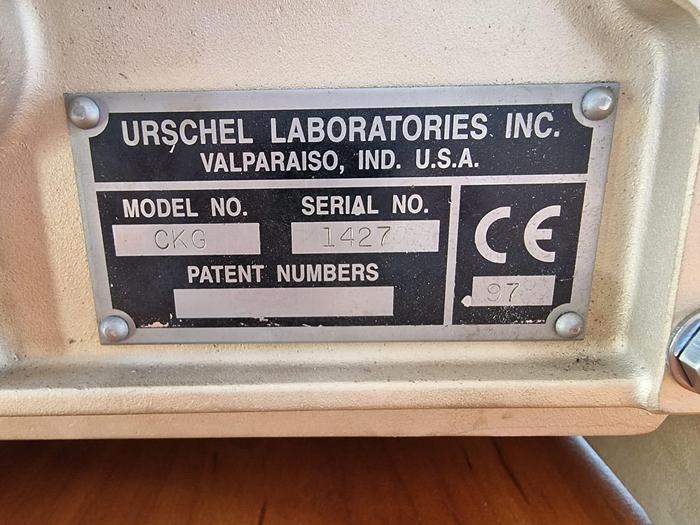 URSCHEL LABORATORIES INC.
VALPARAISO, IND. U.S.A.
MODEL NO. SERIAL NO.
CKG 1427
PATENT NUMBERS
CE
97